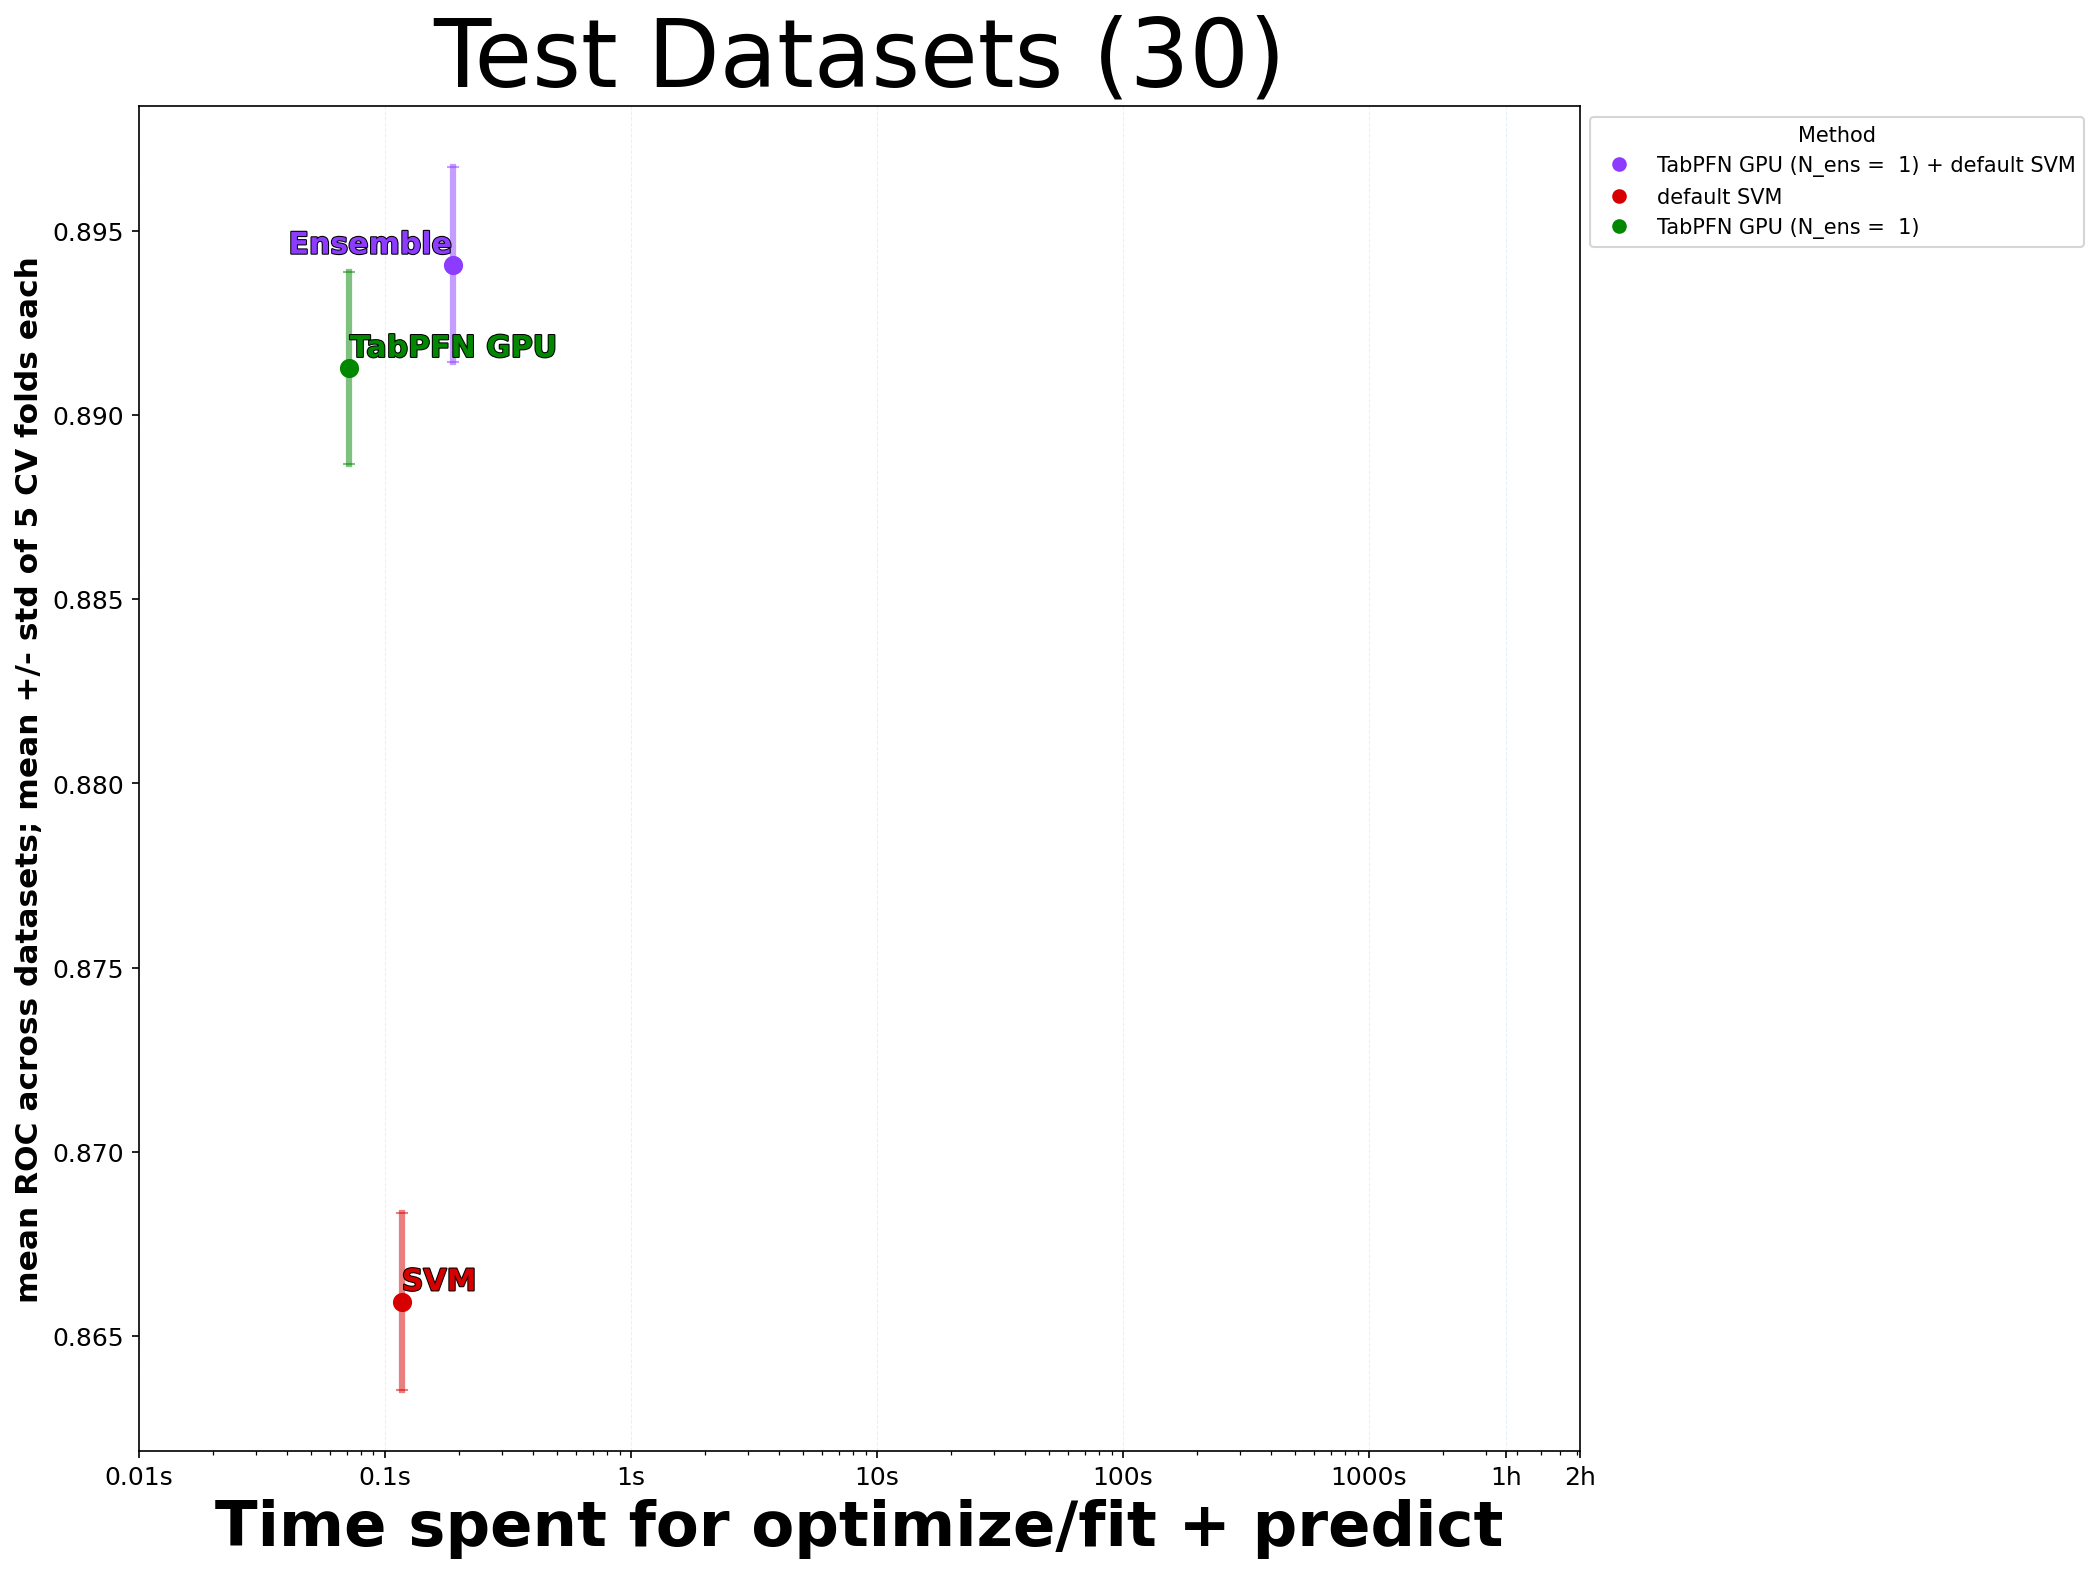 Test Datasets (30)
mean ROC across datasets; mean +/- std of 5 CV folds each
0.895
0.890
0.885
0.880
0.875
0.870
0.865
Ensemble
TabPFN GPU
SVM
Method
TabPFN GPU (N_ens =  1) + default SVM
default SVM
TabPFN GPU (N_ens =  1)
0.01s 0.1s 1s 10s 100s 1000s 1h 2h
Time spent for optimize/fit + predict